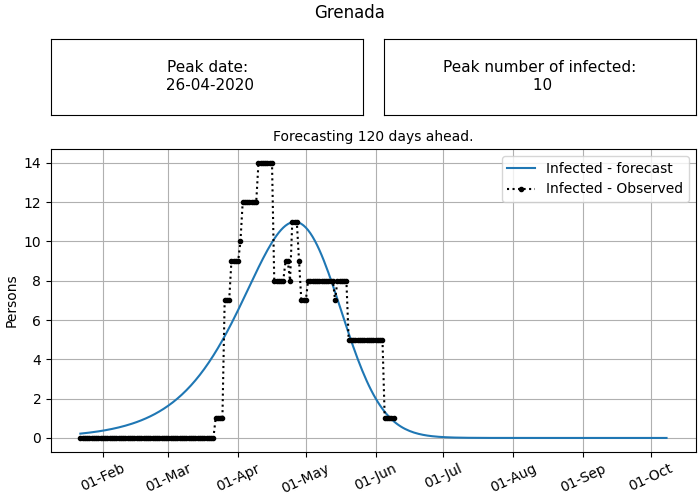 Grenada
Peak date:
26-04-2020
Peak number of infected:
10
Forecasting 120 days ahead.
Infected - forecast
Infected - Observed
Persons
14
12
10
8
6
4
2
0
01-Feb
01-Mar
01-Apr
01-May
01-Jun
01-Jul
01-Aug
01-Sep
01-Oct